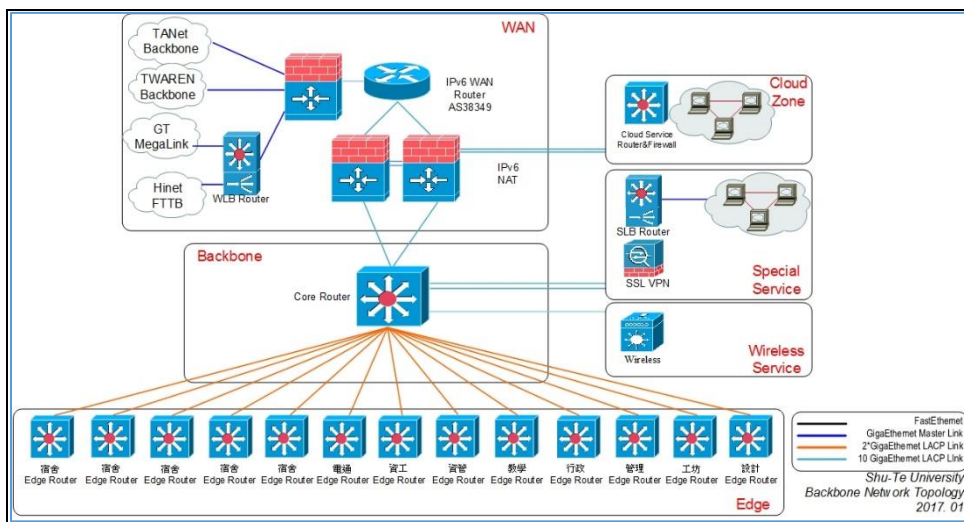 WAN
TANet
Backbone
TWAREN
Backbone
GT
MegaLink
Hinet
FTTB
WLB Router
IPv6 WAN
Router
AS38349
IPv6
NAT
Cloud
Zone
Cloud Service
Router&Firewall
SLB Router
SSL VPN
Special
Service
Backbone
Core Router
Wireless
Wireless
Service
宿舍
Edge Router
宿舍
Edge Router
宿舍
Edge Router
宿舍
Edge Router
宿舍
Edge Router
電通
Edge Router
資工
Edge Router
資管
Edge Router
教學
Edge Router
行政
Edge Router
管理
Edge Router
工坊
Edge Router
設計
Edge Router
Edge
FastEthernet
GigaEthernet Master Link
2*GigaEthernet LACP Link
10 GigaEthernet LACP LInk
Shu-Te University
Backbone Network Topology
2017. 01